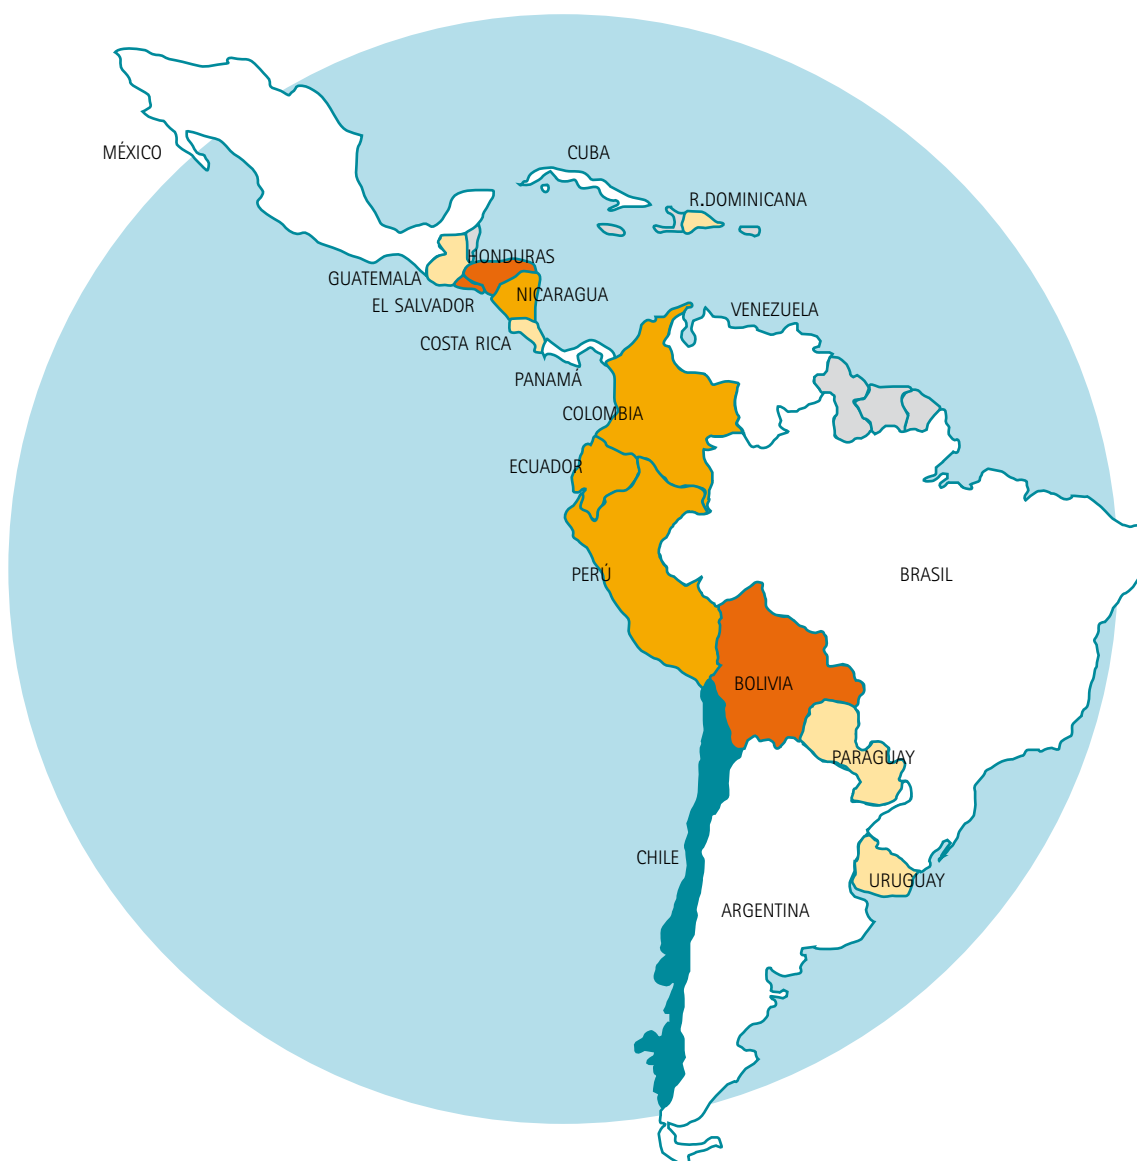 MÉXICO
CUBA
R.DOMINICANA
HONDURAS
GUATEMALA
NICARAGUA
EL SALVADOR
VENEZUELA
COSTA RICA
PANAMÁ
COLOMBIA
ECUADOR
PERÚ
BRASIL
BOLIVIA
PARAGUAY
CHILE
URUGUAY
ARGENTINA